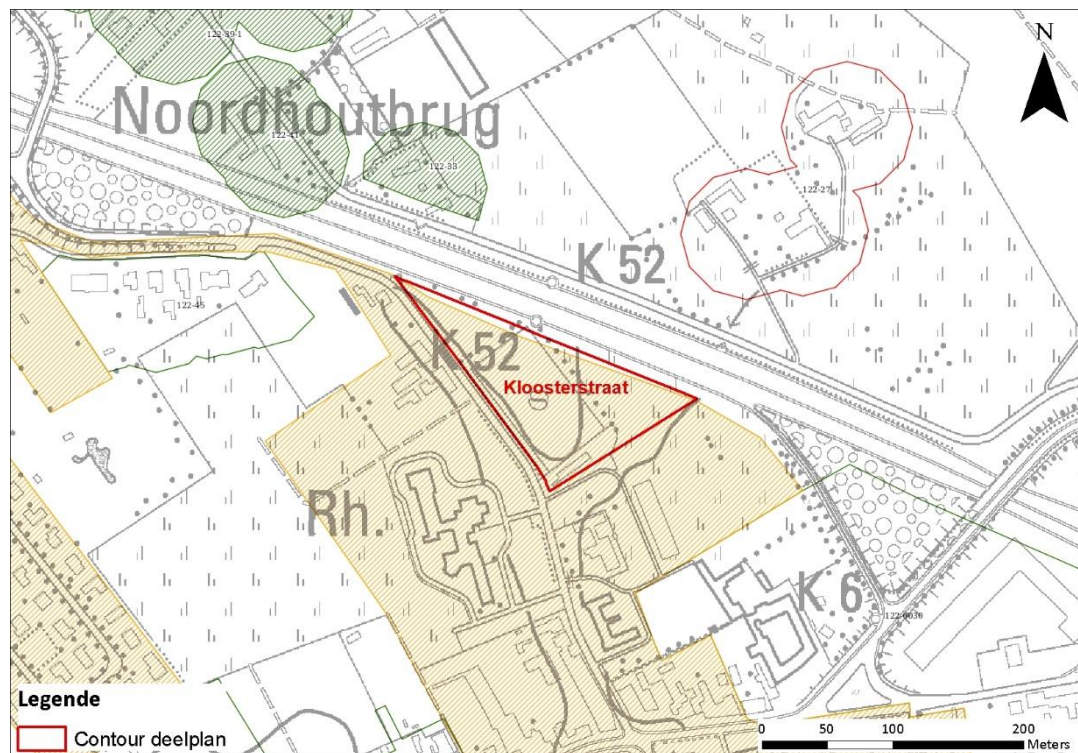 122-39-1
N
Noordhoutbrug
122-41
122-33
122-27
K 52
122-45
K 52
Kloosterstraat
Rh.
K.6.
122-6036
Legende
Contour deelplan
0 50 100 200
Meters